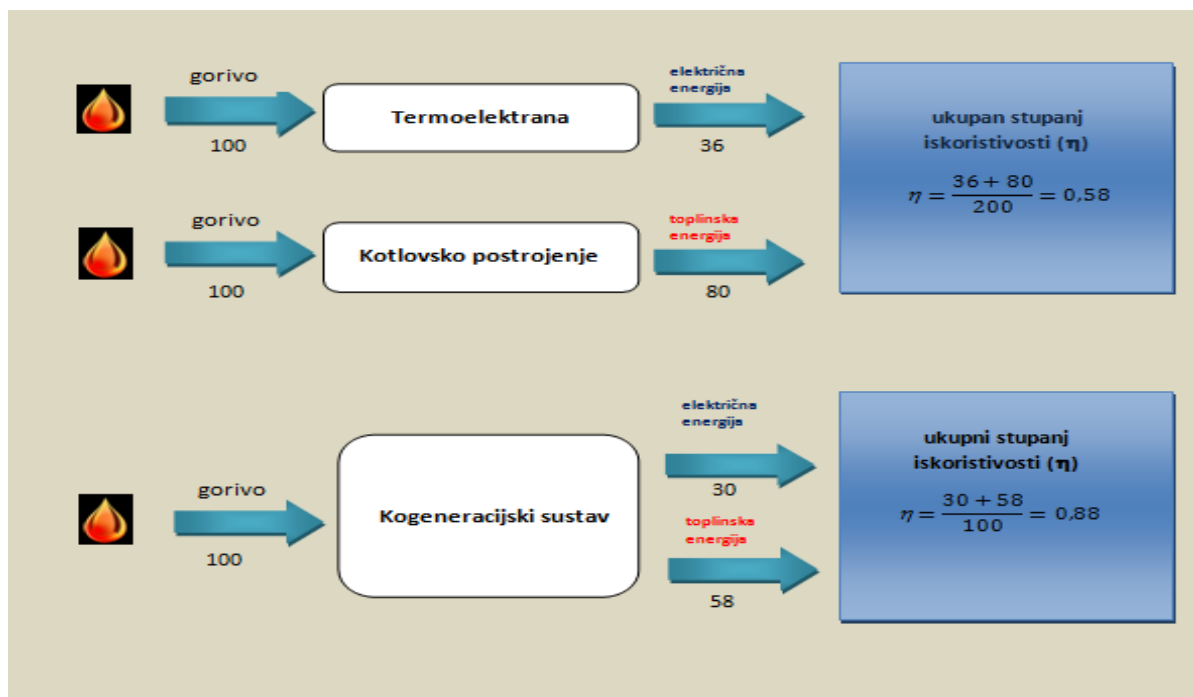 gorivo
100
Termoelektrana
električna
energija
36
gorivo
100
Kotlovsko postrojenje
toplinska
energija
80
ukupan stupanj
iskoristivosti (η)
η = (36 + 80)/200 = 0,58
gorivo
100
Kogeneracijski sustav
električna
energija
30
toplinska
energija
58
ukupni stupanj
iskoristivosti (η)
η = (30 + 58)/100 = 0,88